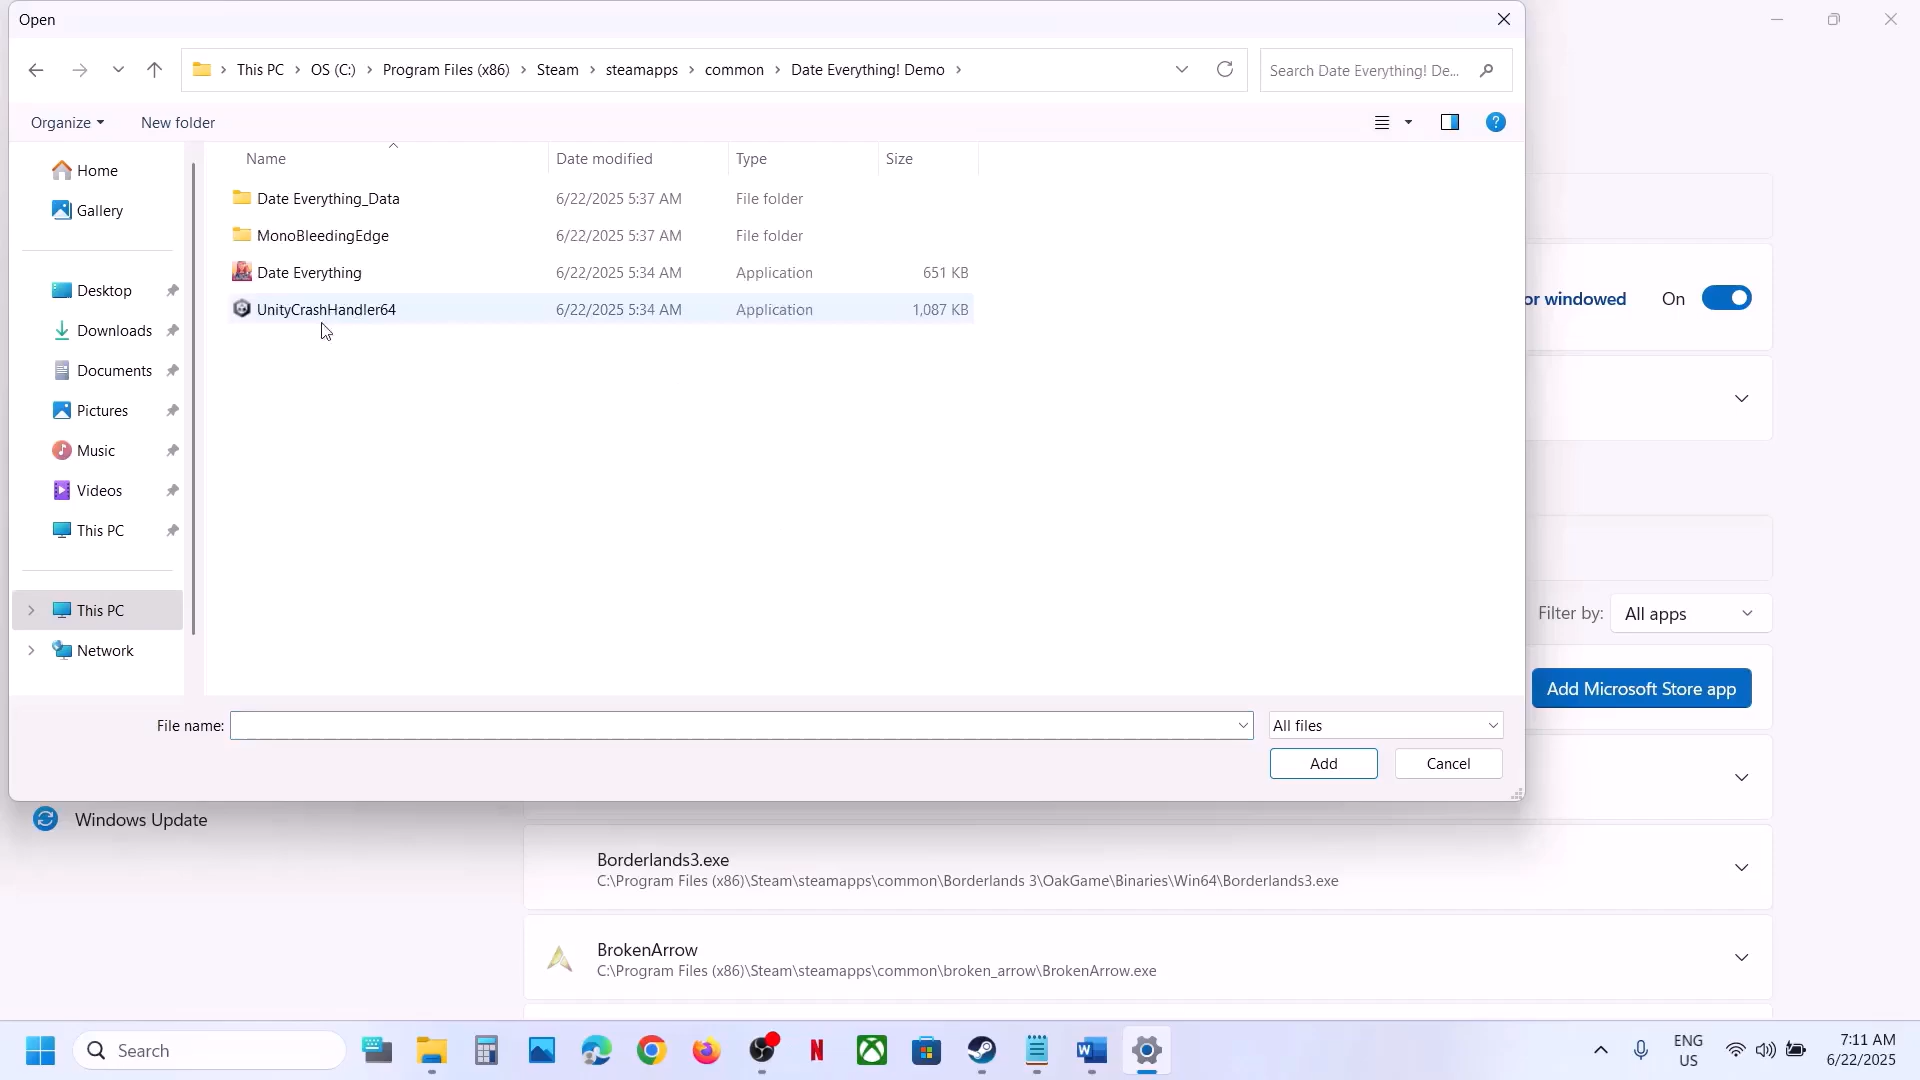 Open
This PC > OS (C:) > Program Files (x86) > Steam > steamapps > common > Date Everything! Demo >
Search Date Everything! De...
Organize
New folder
Name
Date modified
Type
Size
Home
Gallery
Desktop
Downloads
Documents
Pictures
Music
Videos
This PC
This PC
Network
Date Everything_Data 6/22/2025 5:37 AM File folder
MonoBleedingEdge 6/22/2025 5:37 AM File folder
Date Everything 6/22/2025 5:34 AM Application 651 KB
UnityCrashHandler64 6/22/2025 5:34 AM Application 1,087 KB
File name:
All files
Add
Cancel
or windowed
On
Filter by:
All apps
Add Microsoft Store app
Windows Update
Borderlands3.exe
C:\Program Files (x86)\Steam\steamapps\common\Borderlands 3\OakGame\Binaries\Win64\Borderlands3.exe
BrokenArrow
C:\Program Files (x86)\Steam\steamapps\common\broken_arrow\BrokenArrow.exe
Search
ENG
US
7:11 AM
6/22/2025